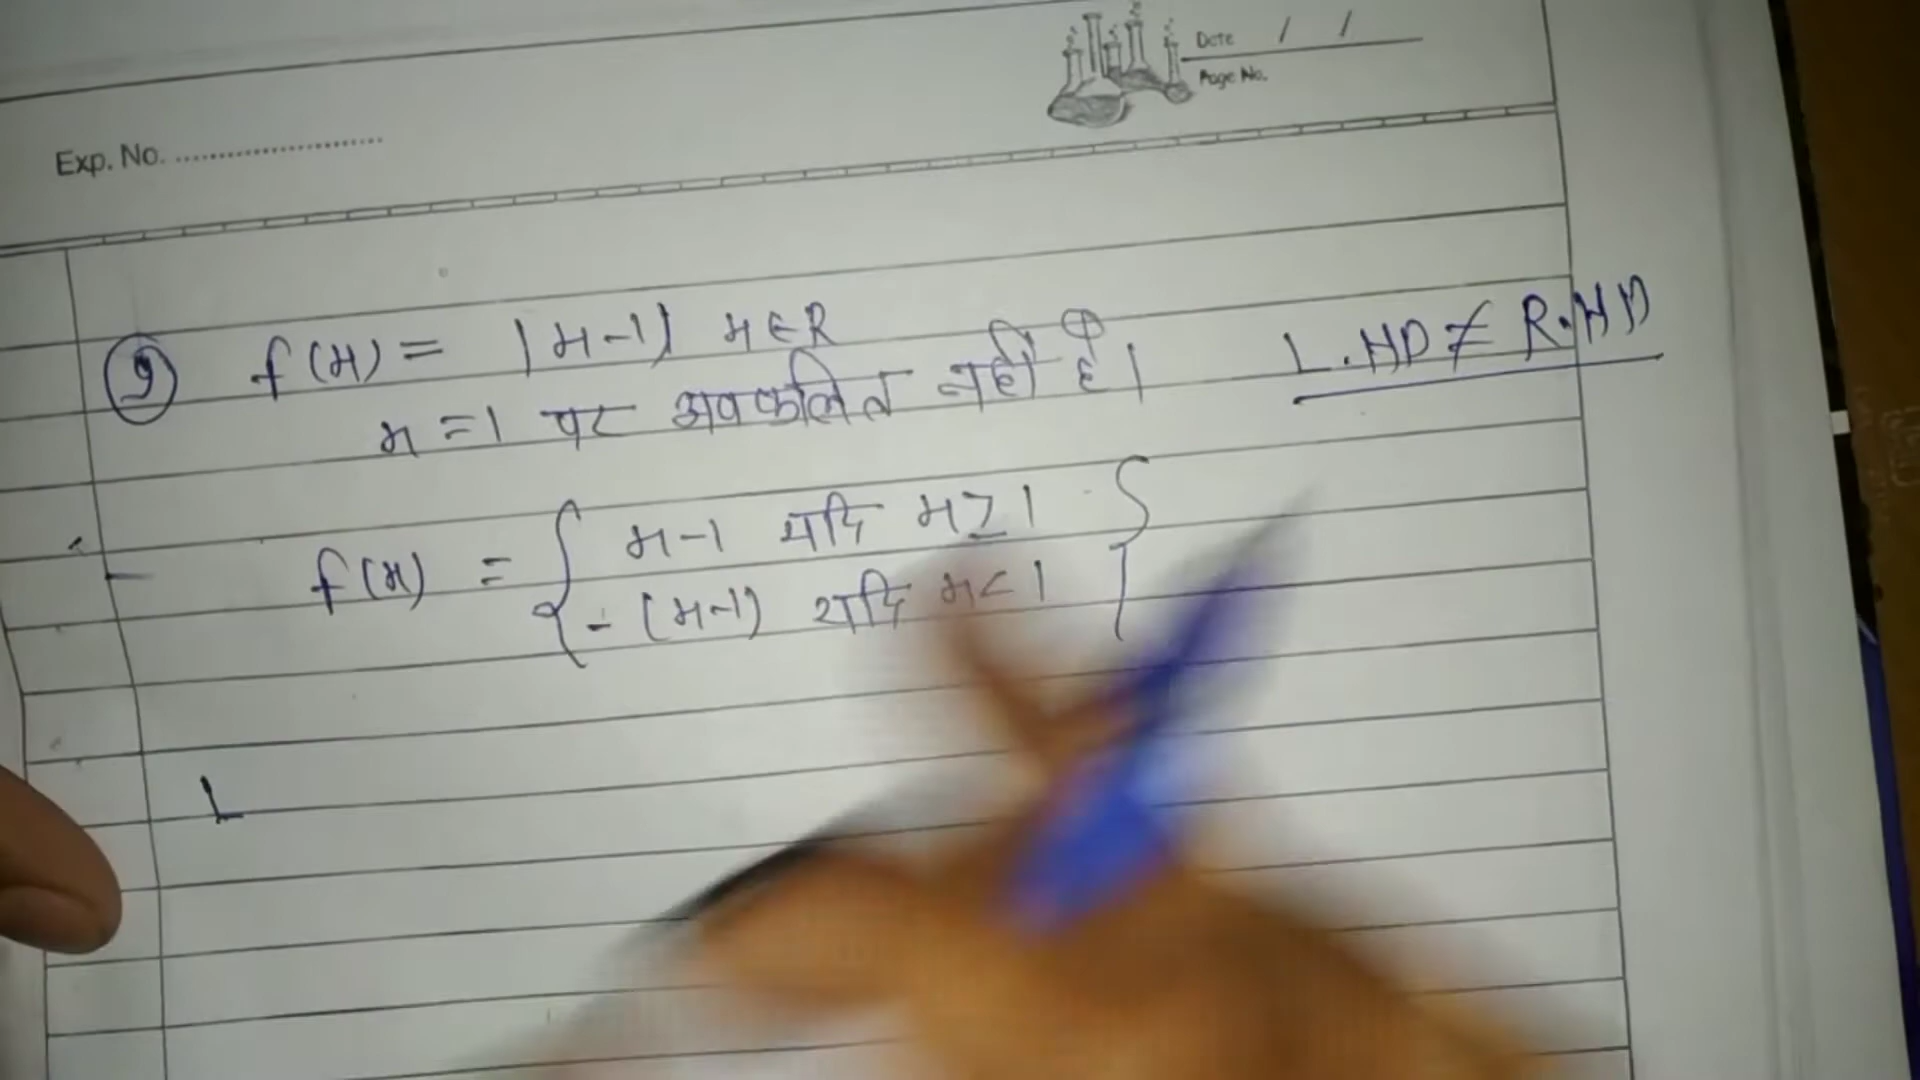 Date / /
Page No.
Exp. No. ........................
9 f(x) = |x-1| x∈R
x=1 पर अवकलित नहीं है। L.HD ≠ R.HD
f(x) = { x-1 यदि x≥1
-(x-1) यदि x<1 }
L